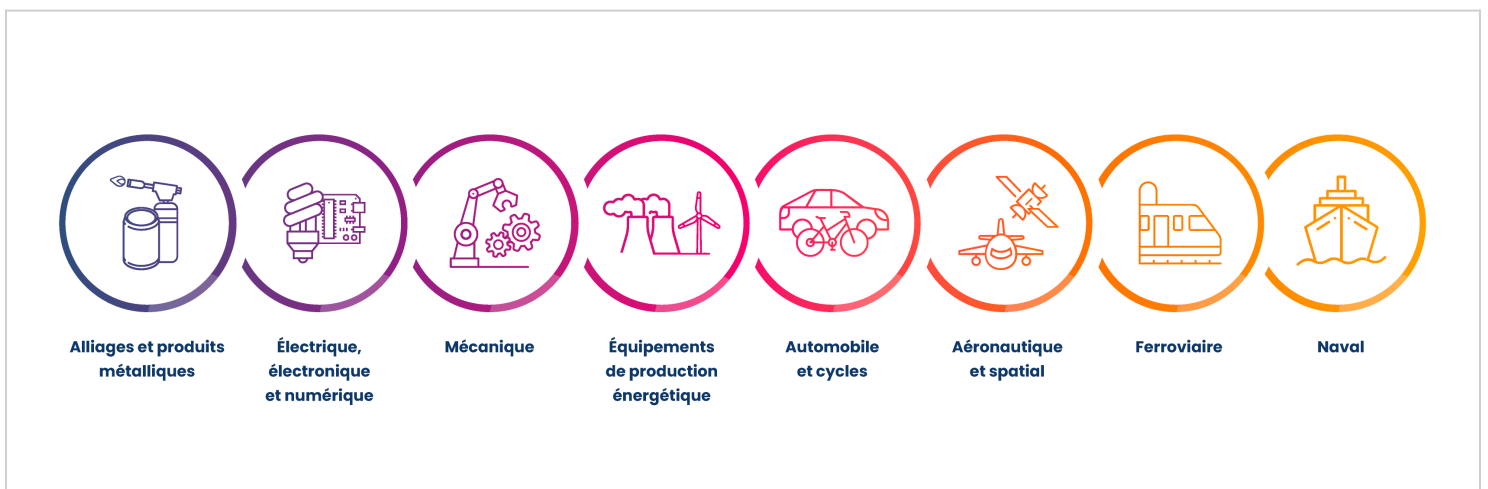 Alliages et produits
métalliques
Électrique,
électronique
et numérique
Mécanique
Équipements
de production
énergétique
Automobile
et cycles
Aéronautique
et spatial
Ferroviaire
Naval